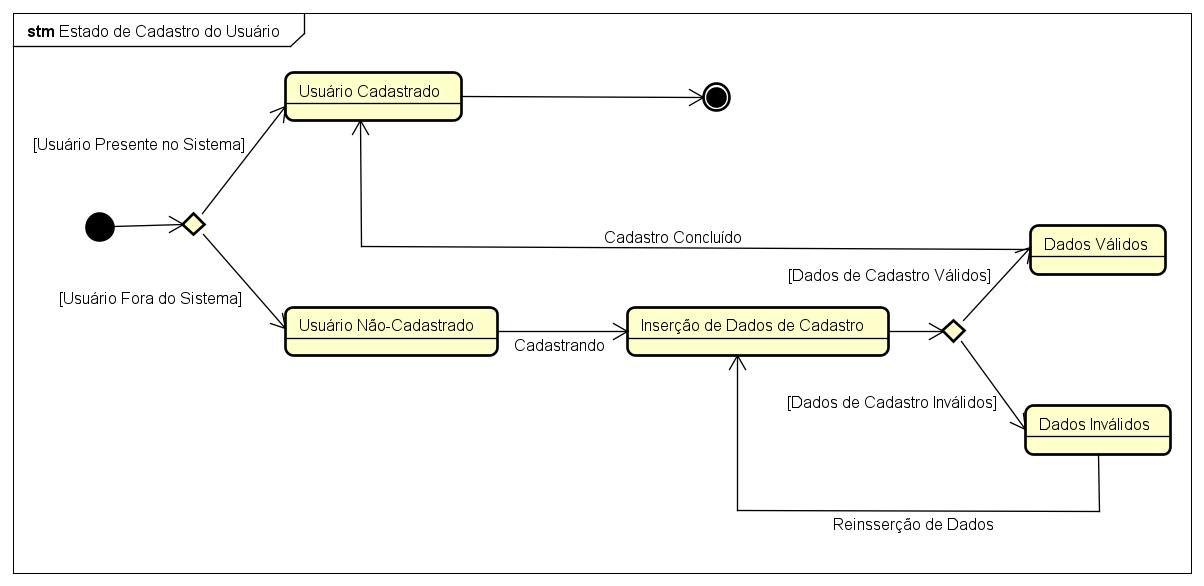 stm Estado de Cadastro do Usuário
Usuário Cadastrado
[Usuário Presente no Sistema]
Cadastro Concluído
Dados Válidos
[Dados de Cadastro Válidos]
[Usuário Fora do Sistema]
Usuário Não-Cadastrado
Cadastrando
Inserção de Dados de Cadastro
[Dados de Cadastro Inválidos]
Dados Inválidos
Reinsserção de Dados